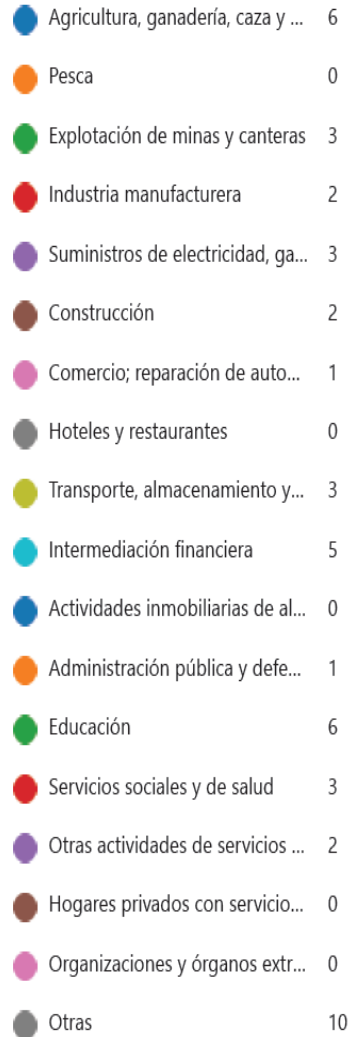 Agricultura, ganadería, caza y ... 6
Pesca 0
Explotación de minas y canteras 3
Industria manufacturera 2
Suministros de electricidad, ga... 3
Construcción 2
Comercio; reparación de auto... 1
Hoteles y restaurantes 0
Transporte, almacenamiento y... 3
Intermediación financiera 5
Actividades inmobiliarias de al... 0
Administración pública y defe... 1
Educación 6
Servicios sociales y de salud 3
Otras actividades de servicios ... 2
Hogares privados con servicio... 0
Organizaciones y órganos extr... 0
Otras 10